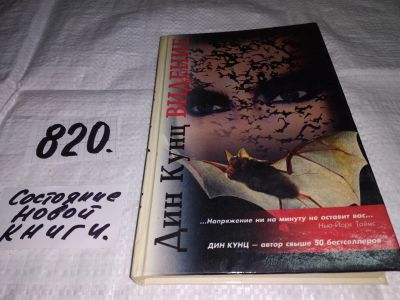 820.
Состояние
Новой
КНИГИ.
Дин Кунц ВИДЕНИЕ
...Напряжение ни на минуту не оставит вас...
Нью-Йорк Таймс
ДИН КУНЦ – автор свыше 50 бестселлеров